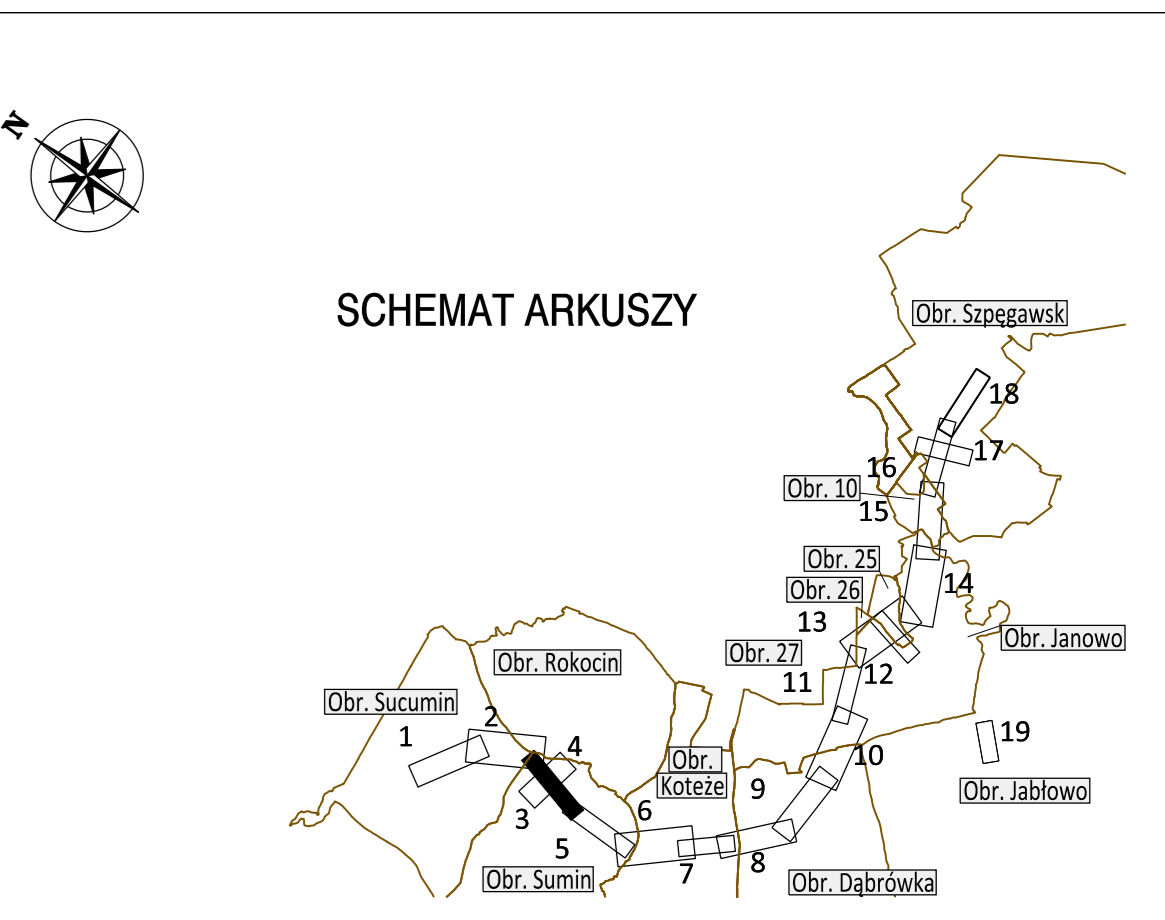 N
SCHEMAT ARKUSZY
Obr. Szpęgawsk
18
17
16
Obr. 10
15
Obr. 25
14
Obr. 26
13
Obr. Janowo
Obr. 27
Obr. Rokocin
12
11
Obr. Sucumin
2
1
4
19
10
Obr.
Koteże
9
Obr. Jabłowo
6
3
5
8
7
Obr. Sumin
Obr. Dąbrówka